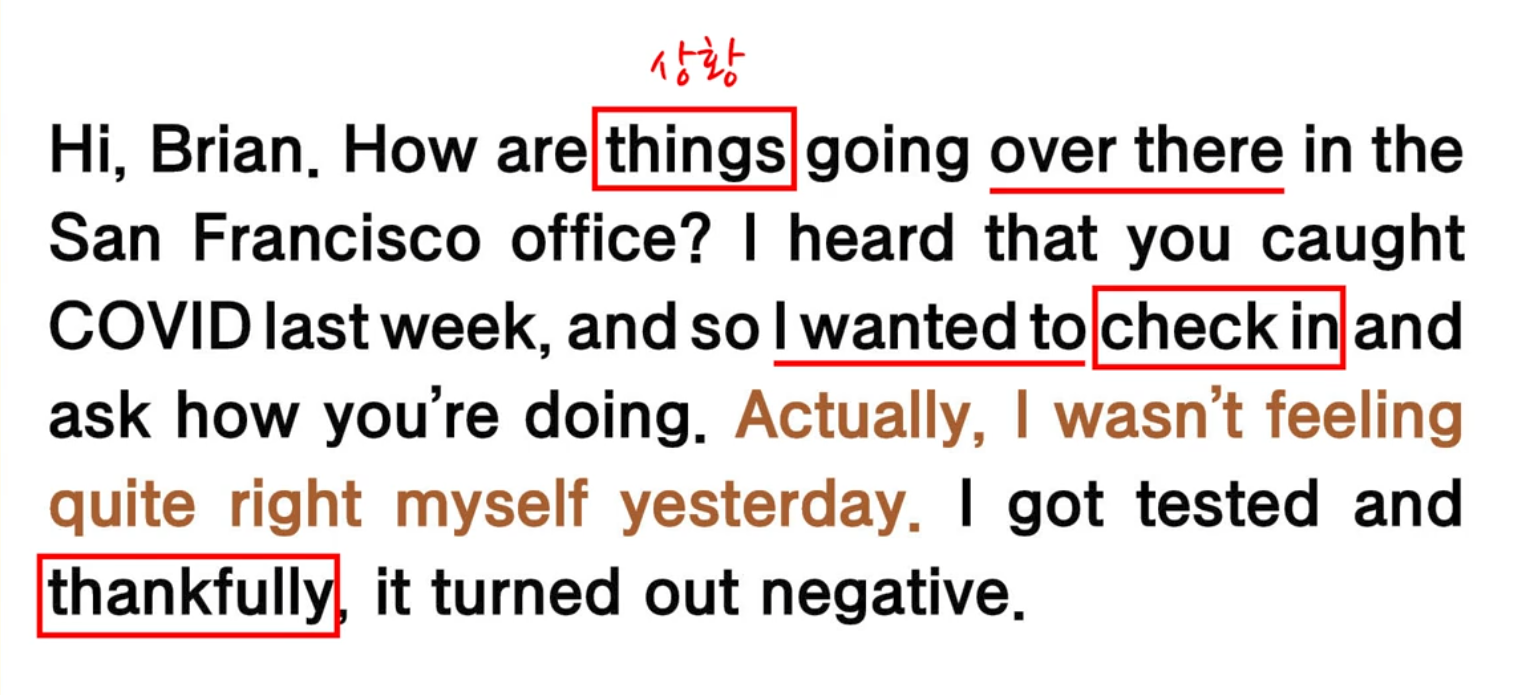 상황
Hi, Brian. How are things going over there in the
San Francisco office? I heard that you caught
COVID last week, and so I wanted to check in and
ask how you’re doing. Actually, I wasn’t feeling
quite right myself yesterday. I got tested and
thankfully, it turned out negative.